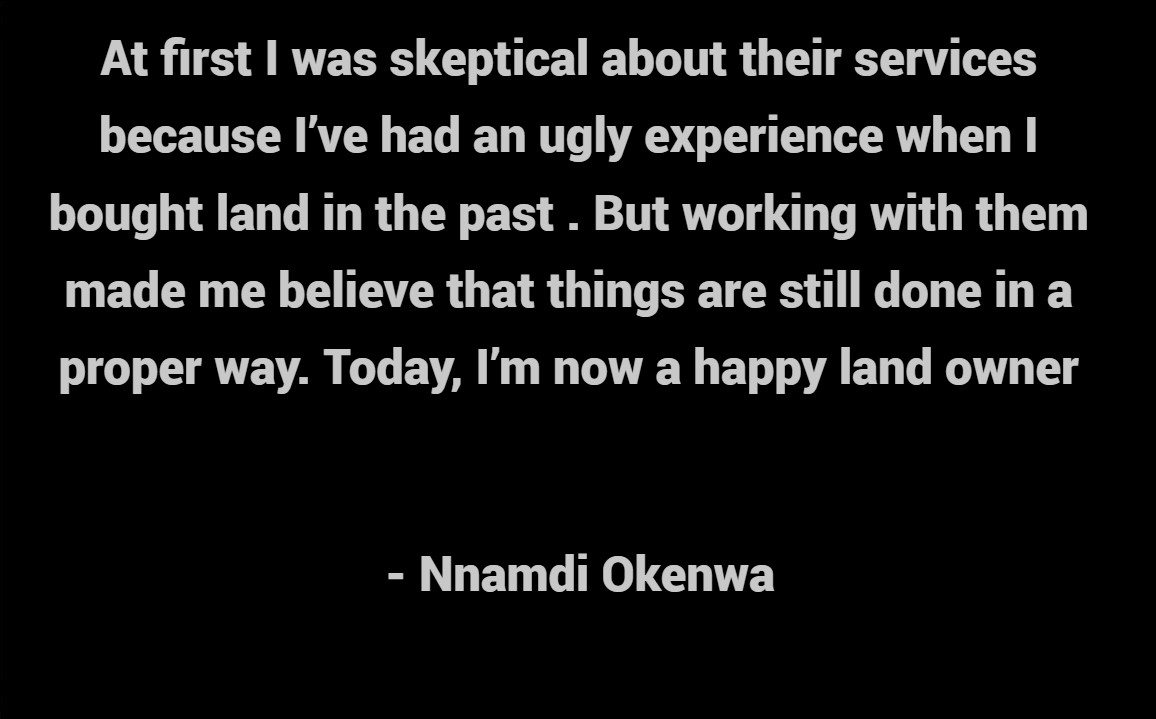 At first I was skeptical about their services
because I’ve had an ugly experience when I
bought land in the past . But working with them
made me believe that things are still done in a
proper way. Today, I’m now a happy land owner
- Nnamdi Okenwa